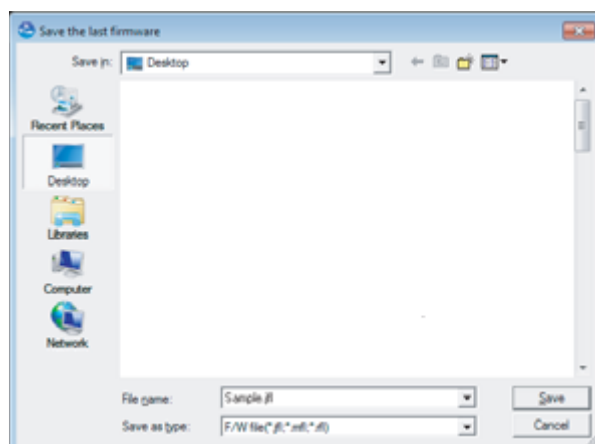 Save the last firmware
Save in:
Desktop
Recent Places
Desktop
Libraries
Computer
Network
File name:
Sample.jfl
Save
Save as type:
F/W file(*.jfl;*.mfl;*.rfl)
Cancel